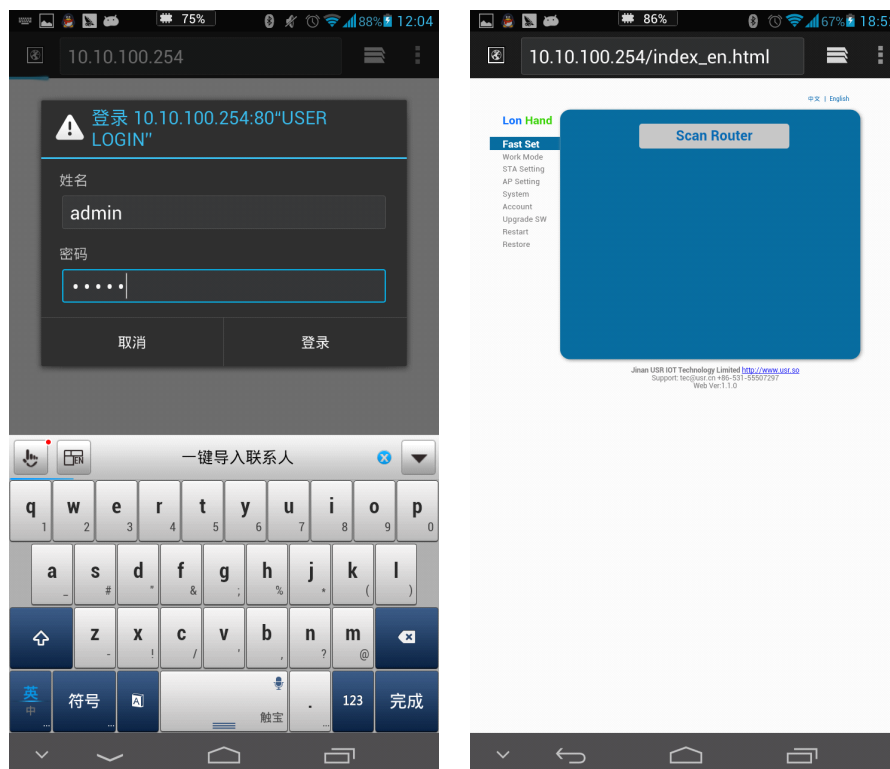 75%
88%
12:04
10.10.100.254
登录 10.10.100.254:80“USER
LOGIN”
姓名
admin
密码
•••••
取消
登录
EN
一键导入联系人
q 1 w 2 e 3 r 4 t 5 y 6 u 7 i 8 o 9 p 0
a _ s # d " f & g ; h % j * k ( l )
z - x ! c / v ' b , n ? m @
英 中 ... 符号 ... A 触宝 . ... 123 完成
86%
67%
18:5
10.10.100.254/index_en.html
中文 | English
Lon Hand
Fast Set
Work Mode
STA Setting
AP Setting
System
Account
Upgrade SW
Restart
Restore
Scan Router
Jinan USR IOT Technology Limited http://www.usr.so
Support: tec@usr.cn +86-531-55507297
Web Ver:1.1.0